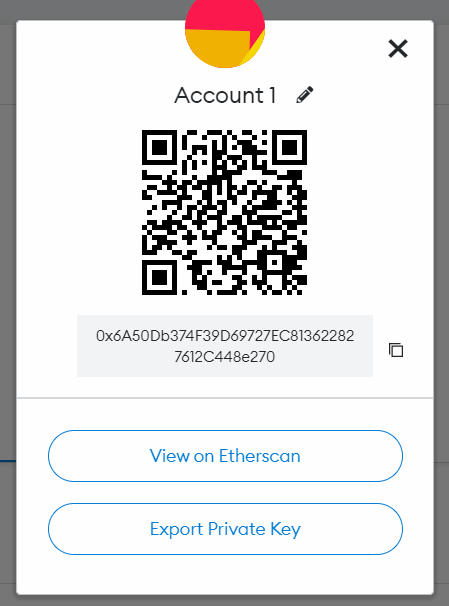 Account 1
0x6A50Db374F39D69727EC81362282
7612C448e270
View on Etherscan
Export Private Key